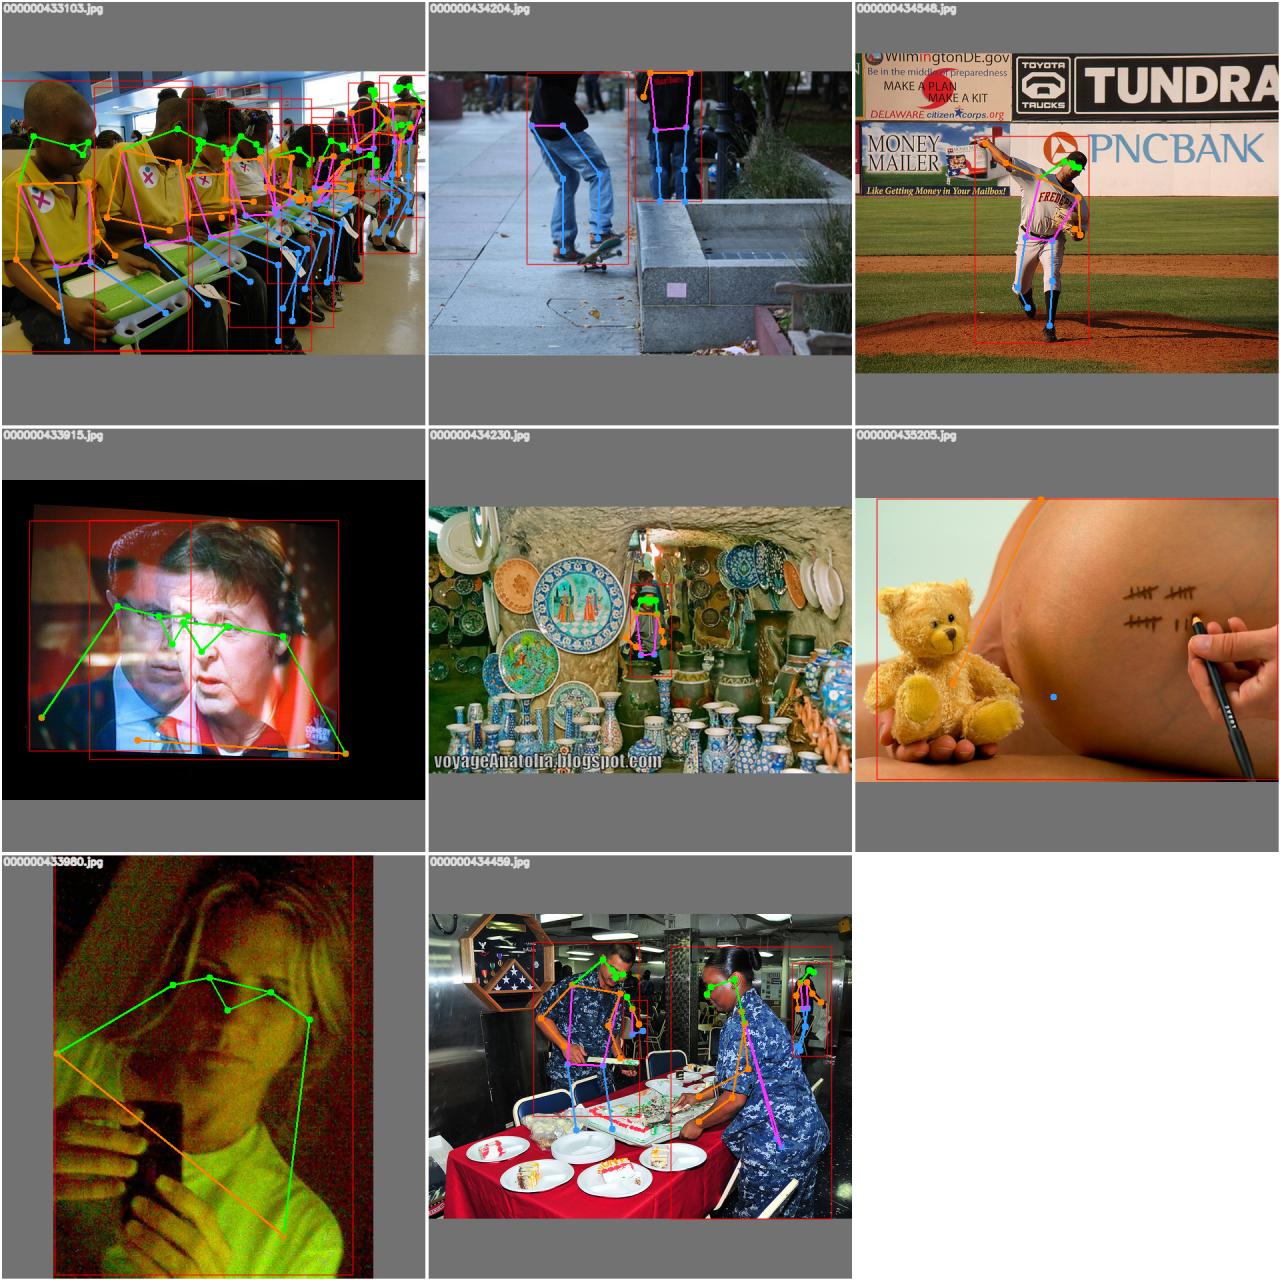 000000433103.jpg
000000434204.jpg
000000434548.jpg
WilmingtonDE.gov
Be in the middle of preparedness
MAKE A PLAN
MAKE A KIT
DELAWARE citizencorps.org
TOYOTA
TRUCKS
TUNDRA
MONEY
MAILER
Like Getting Money in Your Mailbox!
PNCBANK
FREDE
000000433915.jpg
COMEDY
CENTRAL
000000434230.jpg
voyageAnatolia.blogspot.com
000000435205.jpg
000000433980.jpg
000000434459.jpg